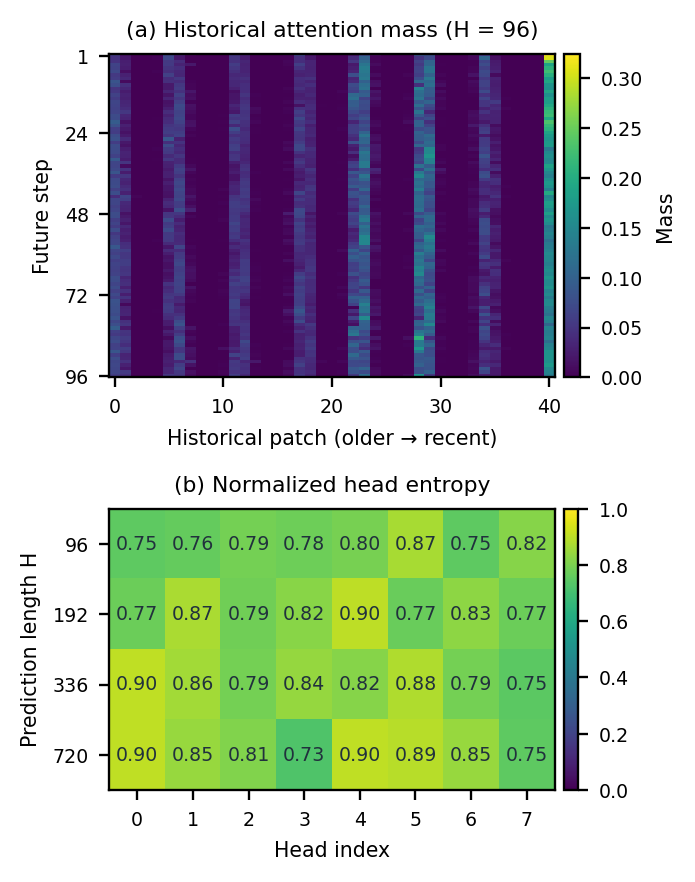 (a) Historical attention mass (H = 96)
1
24
48
72
96
Future step
0 10 20 30 40
Historical patch (older → recent)
0.30
0.25
0.20
0.15
0.10
0.05
0.00
Mass
(b) Normalized head entropy
96 0.75 0.76 0.79 0.78 0.80 0.87 0.75 0.82
192 0.77 0.87 0.79 0.82 0.90 0.77 0.83 0.77
336 0.90 0.86 0.79 0.84 0.82 0.88 0.79 0.75
720 0.90 0.85 0.81 0.73 0.90 0.89 0.85 0.75
Prediction length H
0 1 2 3 4 5 6 7
Head index
1.0
0.8
0.6
0.4
0.2
0.0